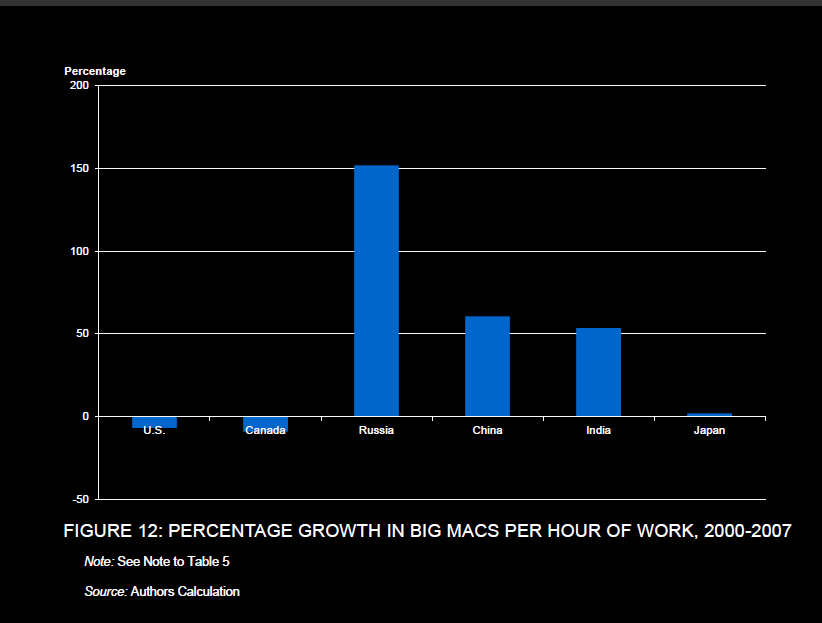 Percentage
200
150
100
50
0
-50
U.S. Canada Russia China India Japan
FIGURE 12: PERCENTAGE GROWTH IN BIG MACS PER HOUR OF WORK, 2000-2007
Note: See Note to Table 5
Source: Authors Calculation